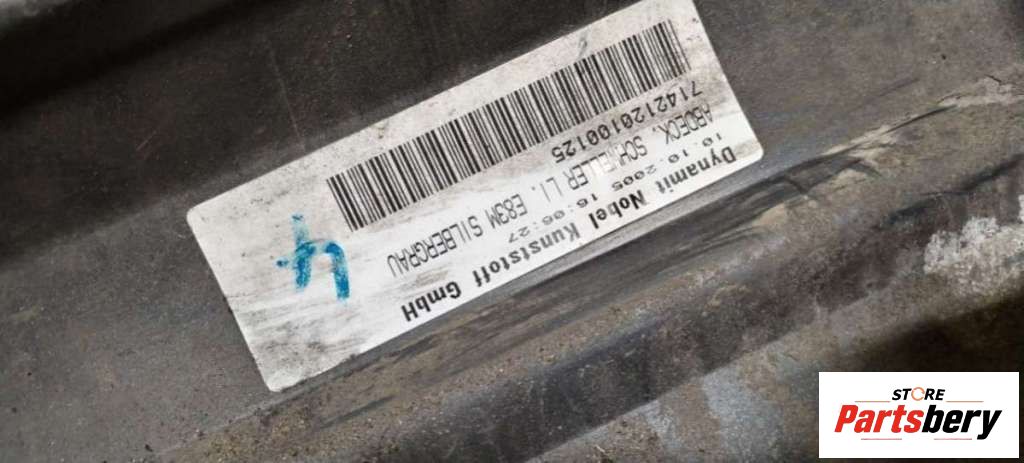 Dynamit Nobel Kunststoff GmbH
10.10.2005 16:06:27
ABDECK. SCHWELLER LI. E83M SILBERGRAU
7142120100125
4
STORE
Partsbery